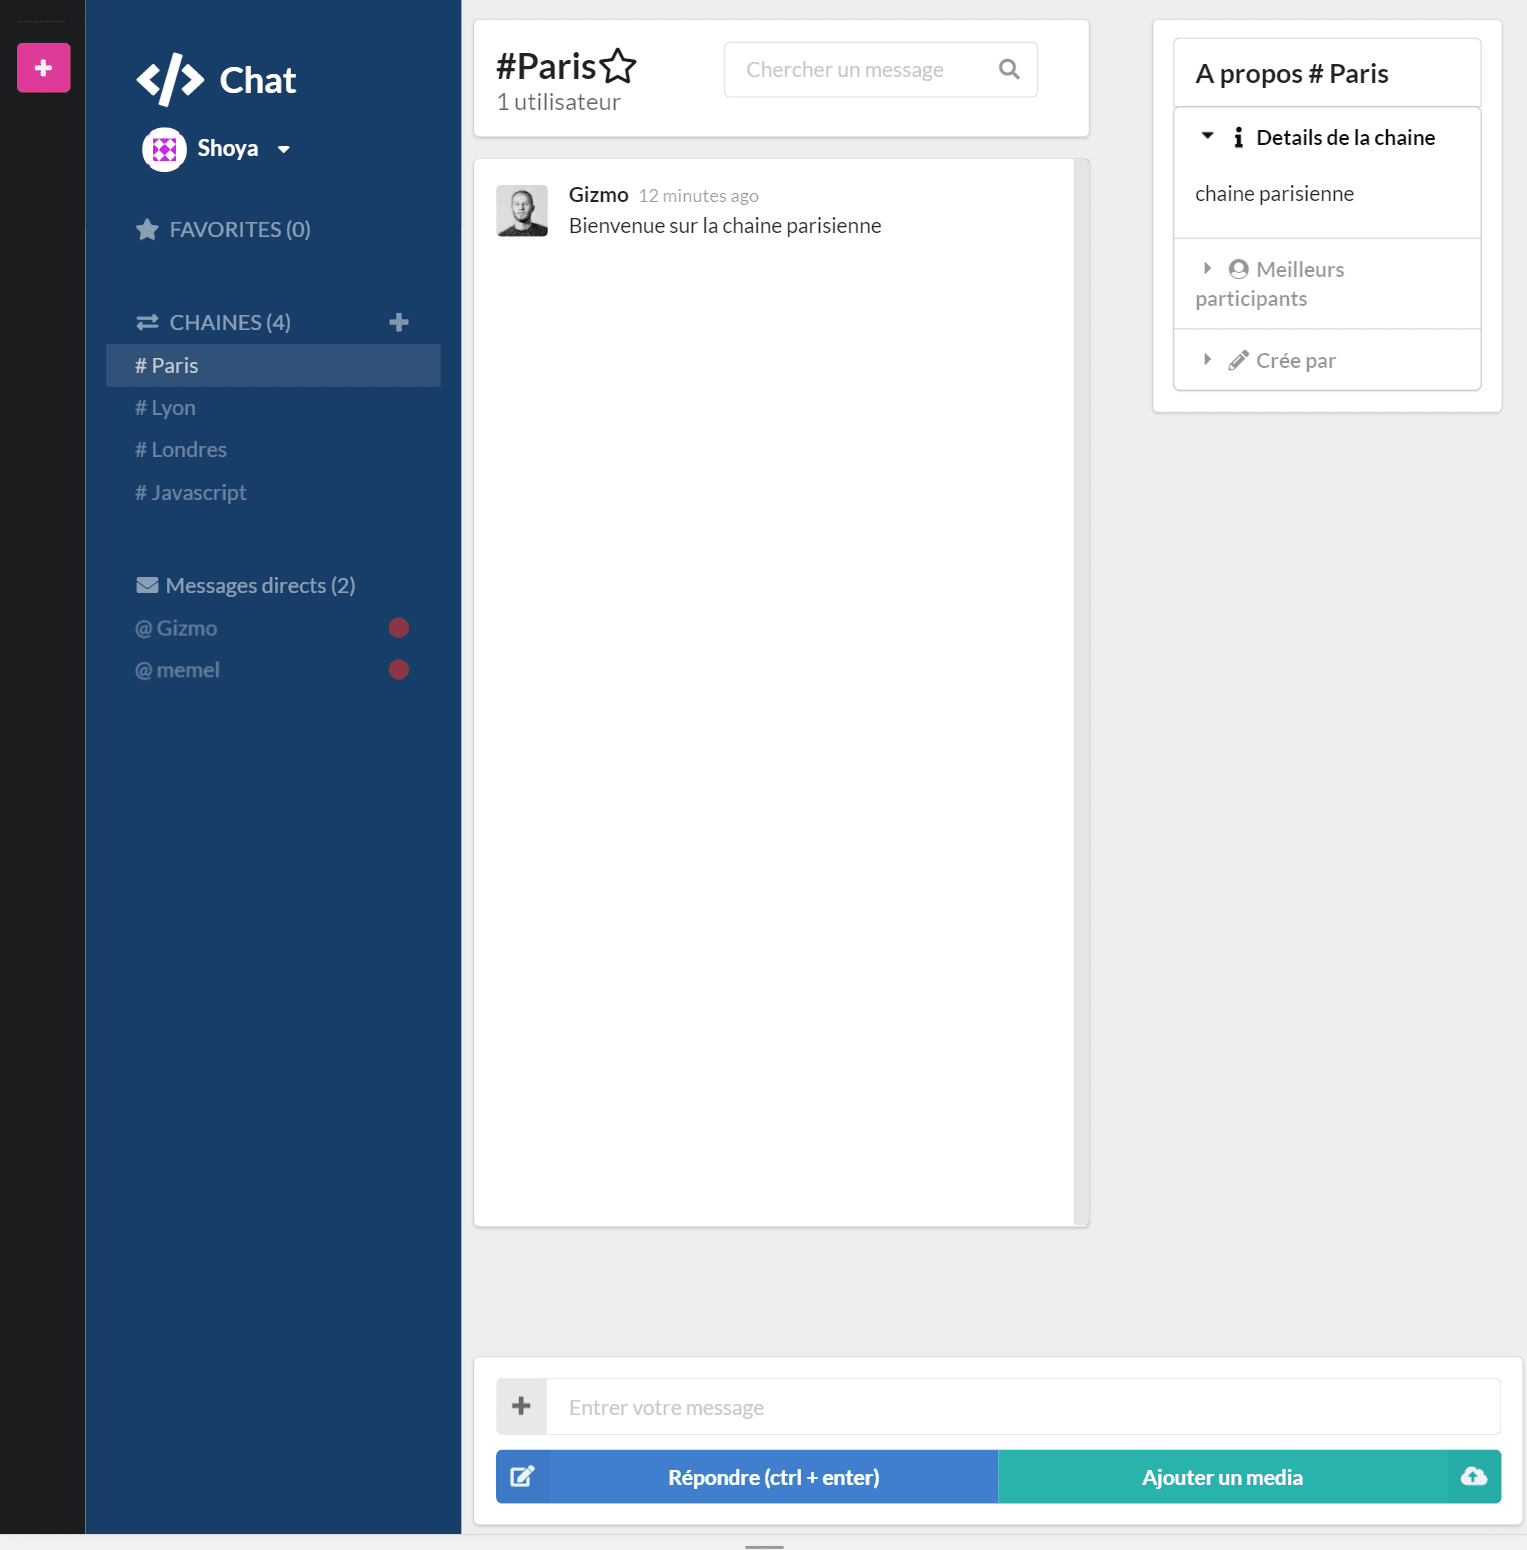 Chat
Shoya
FAVORITES (0)
CHAINES (4)
# Paris
# Lyon
# Londres
# Javascript
Messages directs (2)
@ Gizmo
@ memel
#Paris
1 utilisateur
Chercher un message
Gizmo 12 minutes ago
Bienvenue sur la chaine parisienne
A propos # Paris
Details de la chaine
chaine parisienne
Meilleurs
participants
Crée par
Entrer votre message
Répondre (ctrl + enter)
Ajouter un media